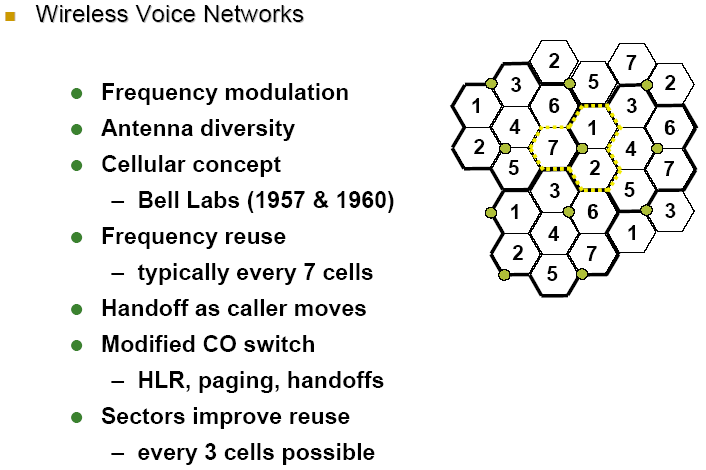 Wireless Voice Networks
Frequency modulation
Antenna diversity
Cellular concept
– Bell Labs (1957 & 1960)
Frequency reuse
– typically every 7 cells
Handoff as caller moves
Modified CO switch
– HLR, paging, handoffs
Sectors improve reuse
– every 3 cells possible
2 7
3 5 2
1 6 3
4 1 6
2 7 4
5 2 7
3 5
1 6 3
4 1
2 7
5